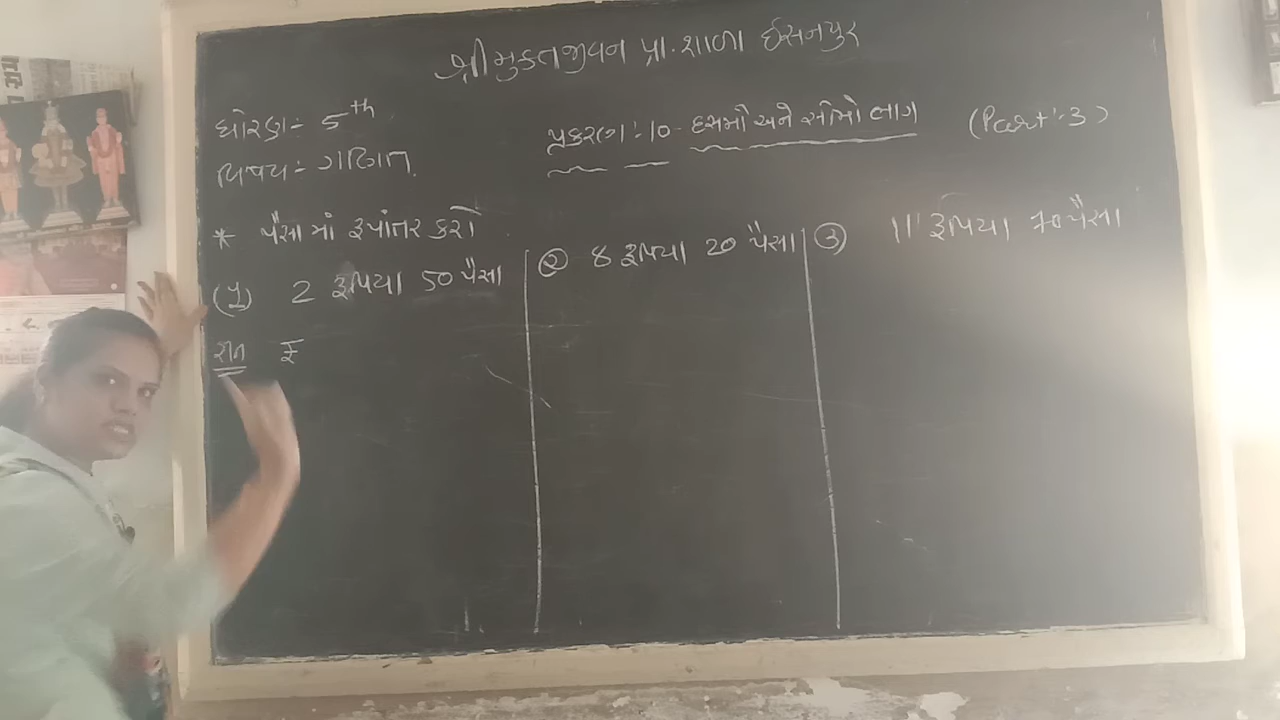 શ્રી મુક્તજીવન પ્રા. શાળા ઈસનપુર
ધોરણ :- 5th
વિષય :- ગણિત.
પ્રકરણ :- 10 - દસમો અને સોમો ભાગ (Part :- 3)
* પૈસામાં રૂપાંતર કરો
(૧) 2 રૂપિયા 50 પૈસા
② 8 રૂપિયા 20 પૈસા
③ 11 રૂપિયા 70 પૈસા
રીત ₹